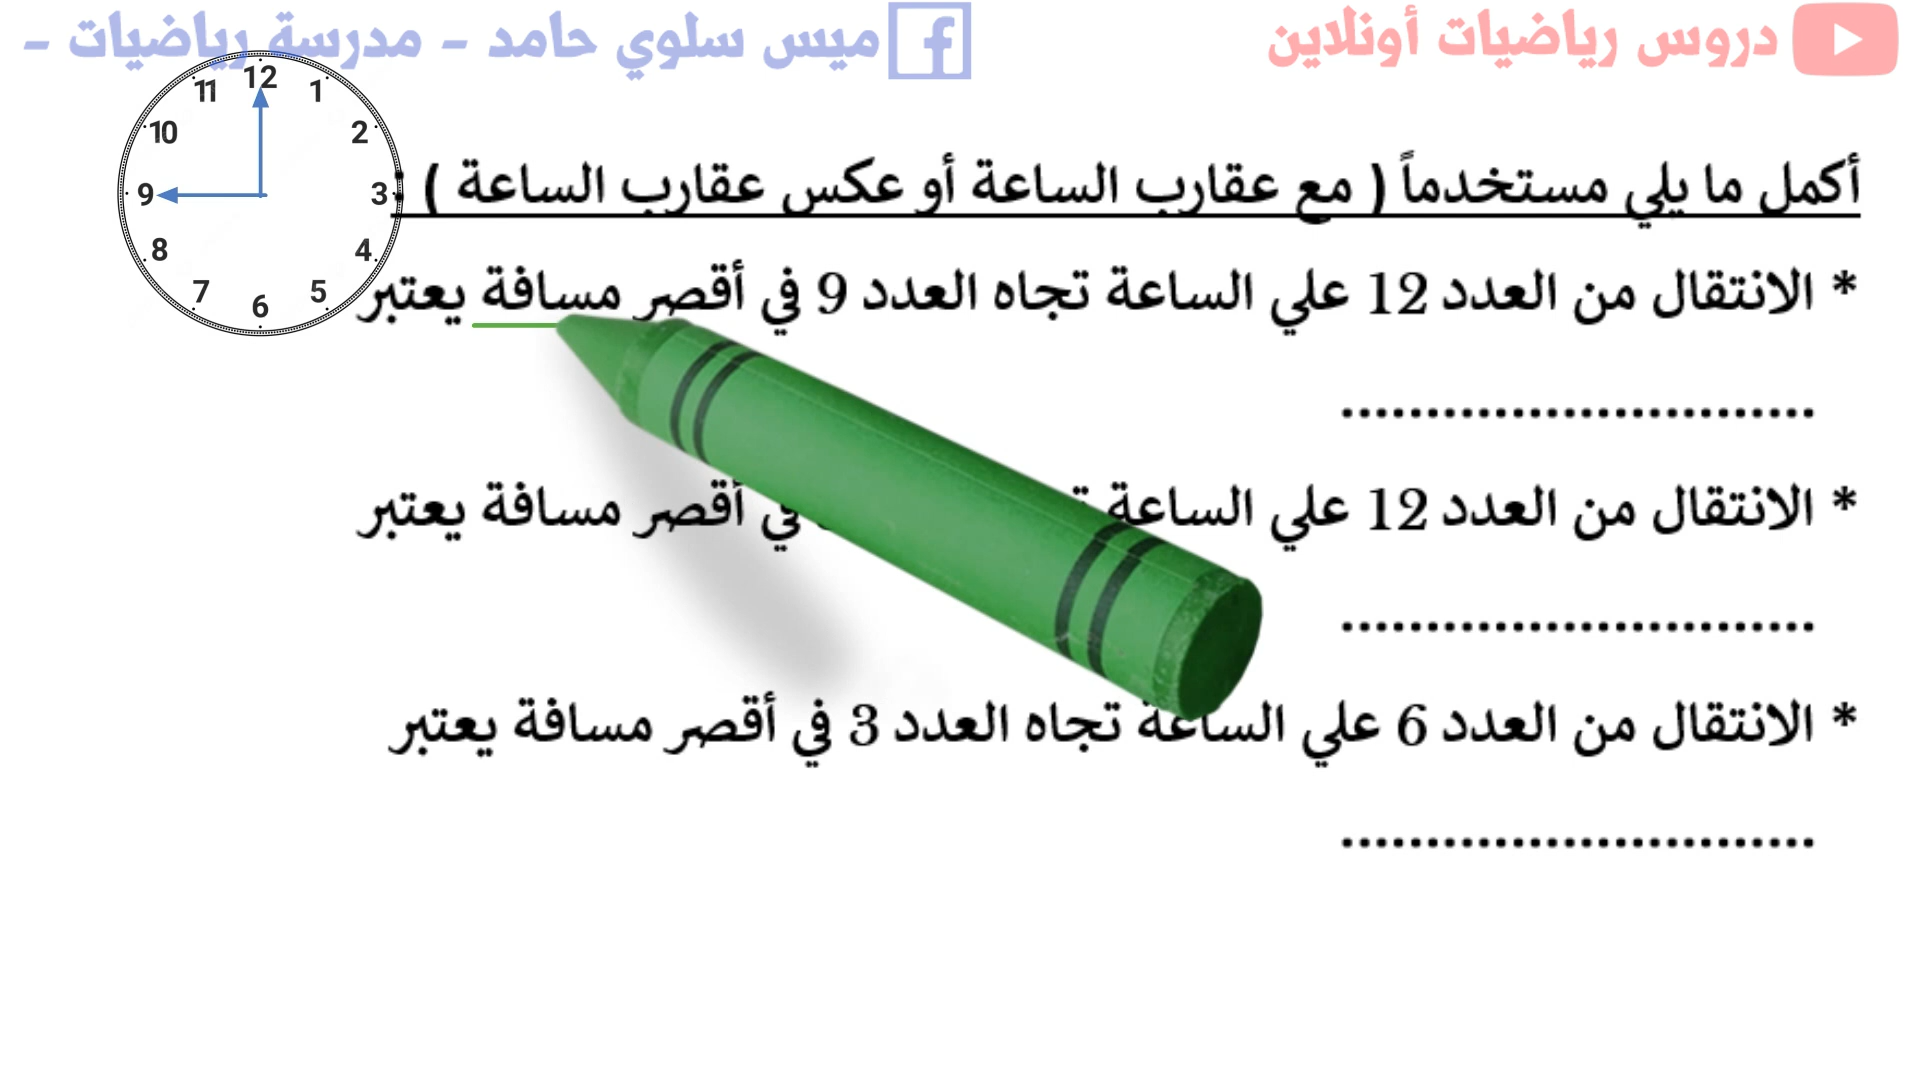 دروس رياضيات أونلاين
ميس سلوي حامد - مدرسة رياضيات -
12
11 1
10 2
9 3
8 4
7 5
6
أكمل ما يلي مستخدماً ( مع عقارب الساعة أو عكس عقارب الساعة ) :
* الانتقال من العدد 12 علي الساعة تجاه العدد 9 في أقصر مسافة يعتبر
............................
* الانتقال من العدد 12 علي الساعة في أقصر مسافة يعتبر
............................
* الانتقال من العدد 6 علي الساعة تجاه العدد 3 في أقصر مسافة يعتبر
............................